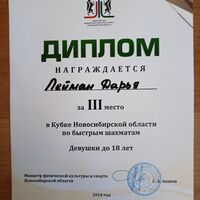 ДИПЛОМ
НАГРАЖДАЕТСЯ
Лейман Дарья
за III место
в Кубке Новосибирской области
по быстрым шахматам
Девушки до 18 лет
Министр физической культуры и спорта
Новосибирской области
2024 год